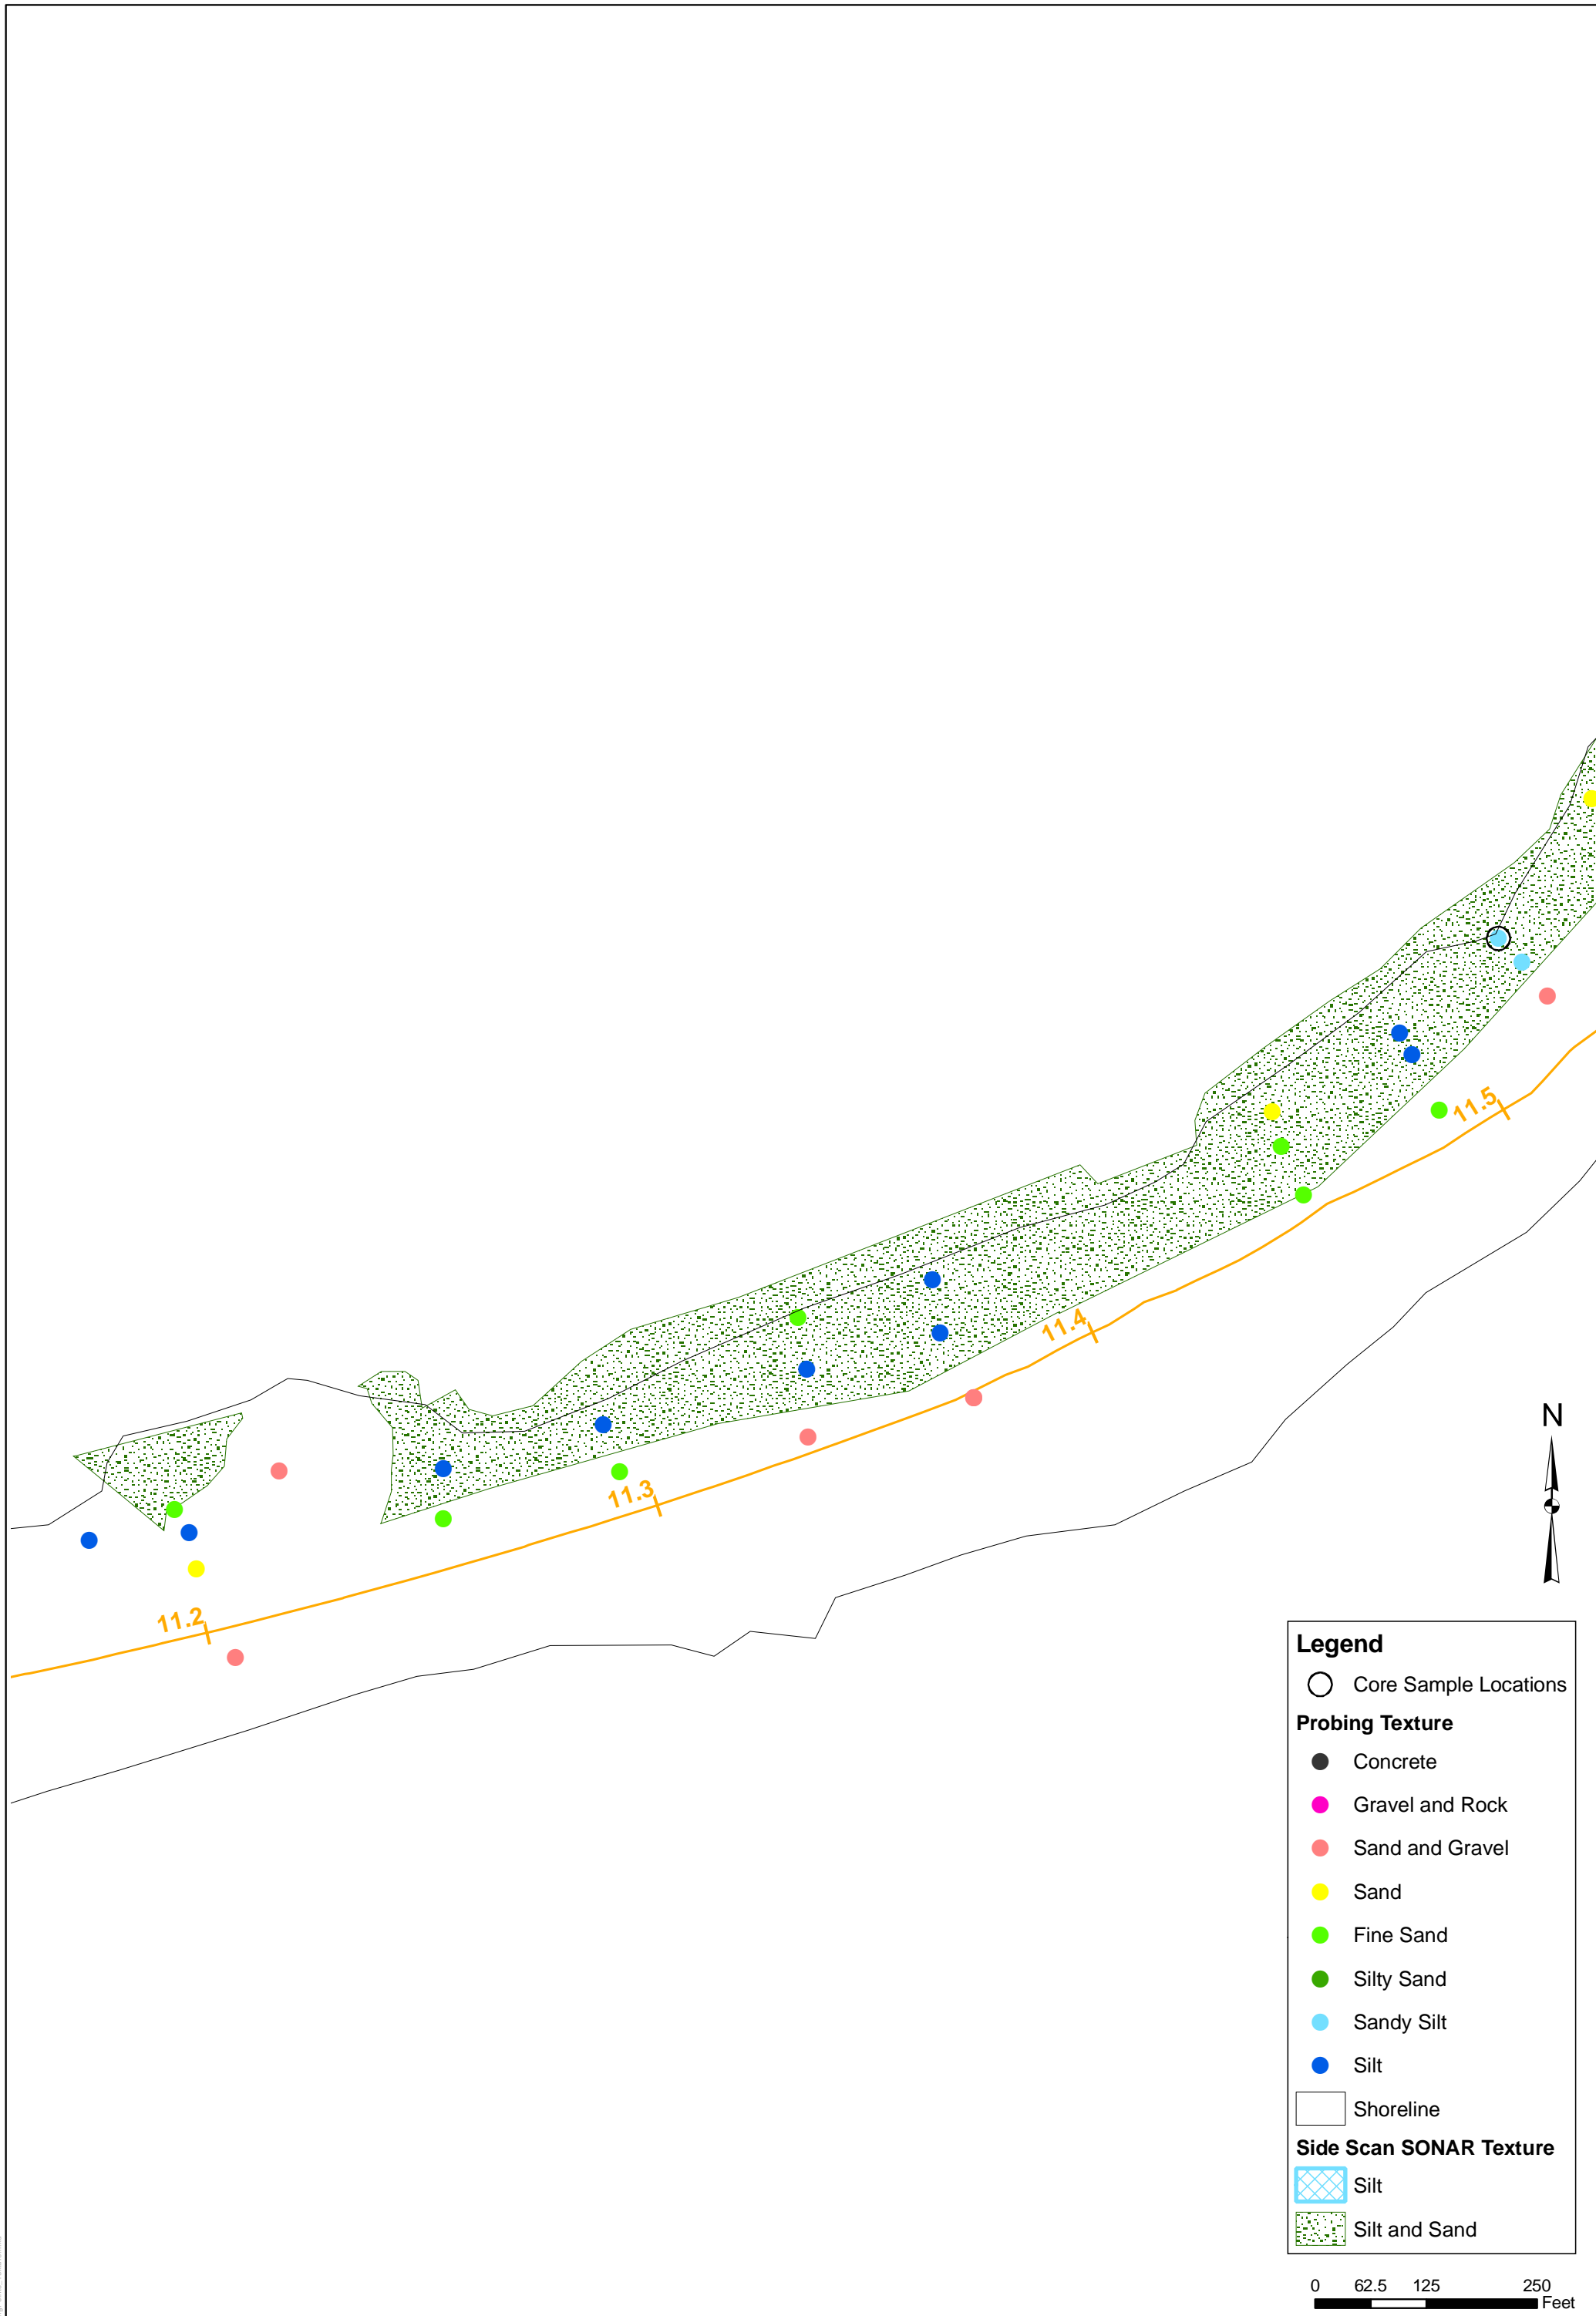 11.5
11.4
11.3
11.2
N
Legend
Core Sample Locations
Probing Texture
Concrete
Gravel and Rock
Sand and Gravel
Sand
Fine Sand
Silty Sand
Sandy Silt
Silt
Shoreline
Side Scan SONAR Texture
Silt
Silt and Sand
0 62.5 125 250
Feet